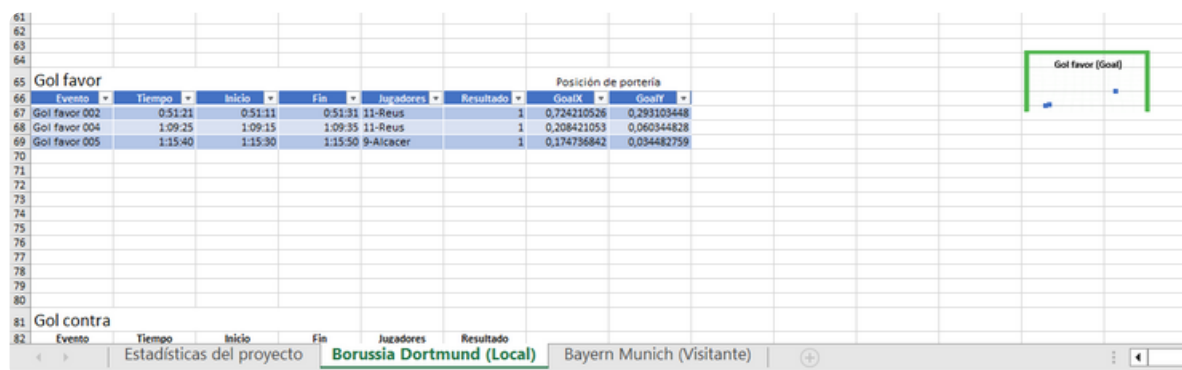 61
62
63
64
Gol favor (Goal)
65 Gol favor Posición de portería
66 Evento Tiempo Inicio Fin Jugadores Resultado GoalX GoalY
67 Gol favor 002 0:51:21 0:51:11 0:51:31 11-Reus 1 0,724210526 0,293103448
68 Gol favor 004 1:09:25 1:09:15 1:09:35 11-Reus 1 0,208421053 0,060344828
69 Gol favor 005 1:15:40 1:15:30 1:15:50 9-Alcacer 1 0,174736842 0,034482759
70
71
72
73
74
75
76
77
78
79
80
81 Gol contra
82 Evento Tiempo Inicio Fin Jugadores Resultado
Estadísticas del proyecto Borussia Dortmund (Local) Bayern Munich (Visitante)